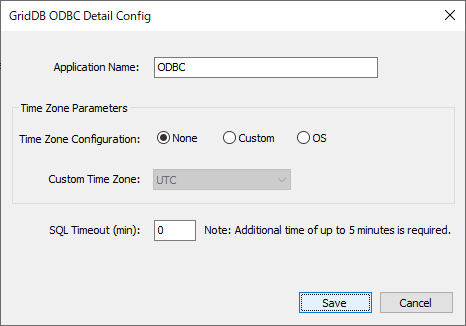 GridDB ODBC Detail Config
Application Name: ODBC
Time Zone Parameters
Time Zone Configuration: None Custom OS
Custom Time Zone: UTC
SQL Timeout (min): 0 Note: Additional time of up to 5 minutes is required.
Save Cancel